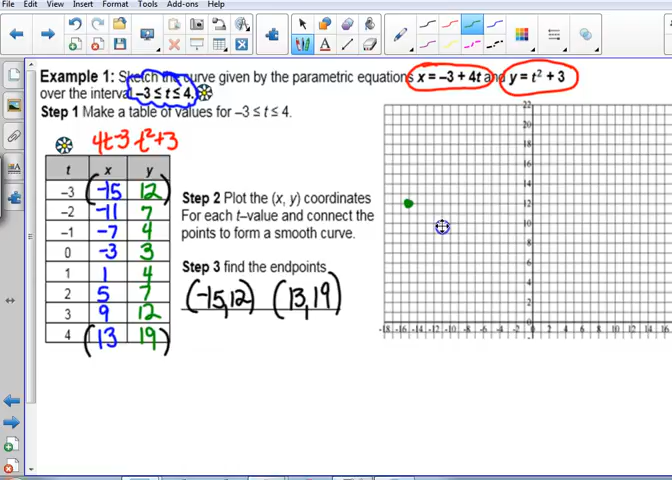 File Edit View Insert Format Tools Add-ons Help
Example 1: Sketch the curve given by the parametric equations x = –3 + 4t and y = t² + 3
over the interval –3 ≤ t ≤ 4.
Step 1 Make a table of values for –3 ≤ t ≤ 4.
4t-3 t²+3
t x y
–3 (-15 12)
–2 -11 7
–1 -7 4
0 -3 3
1 1 4
2 5 7
3 9 12
4 (13 19)
Step 2 Plot the (x, y) coordinates
For each t–value and connect the
points to form a smooth curve.
Step 3 find the endpoints
(-15,12) (13,19)
22
20
18
16
14
12
10
8
6
4
2
-18 -16 -14 -12 -10 -8 -6 -4 -2 0 2 4 6 8 10 12 14 16